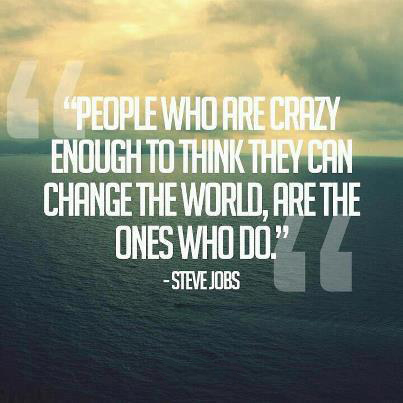 “PEOPLE WHO ARE CRAZY
ENOUGH TO THINK THEY CAN
CHANGE THE WORLD, ARE THE
ONES WHO DO.”
- STEVE JOBS